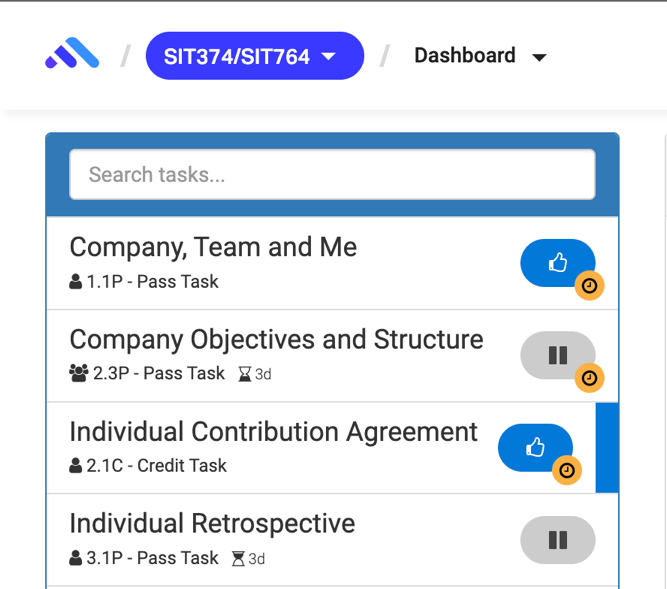 / SIT374/SIT764 / Dashboard
Search tasks...
Company, Team and Me
1.1P - Pass Task
Company Objectives and Structure
2.3P - Pass Task 3d
Individual Contribution Agreement
2.1C - Credit Task
Individual Retrospective
3.1P - Pass Task 3d